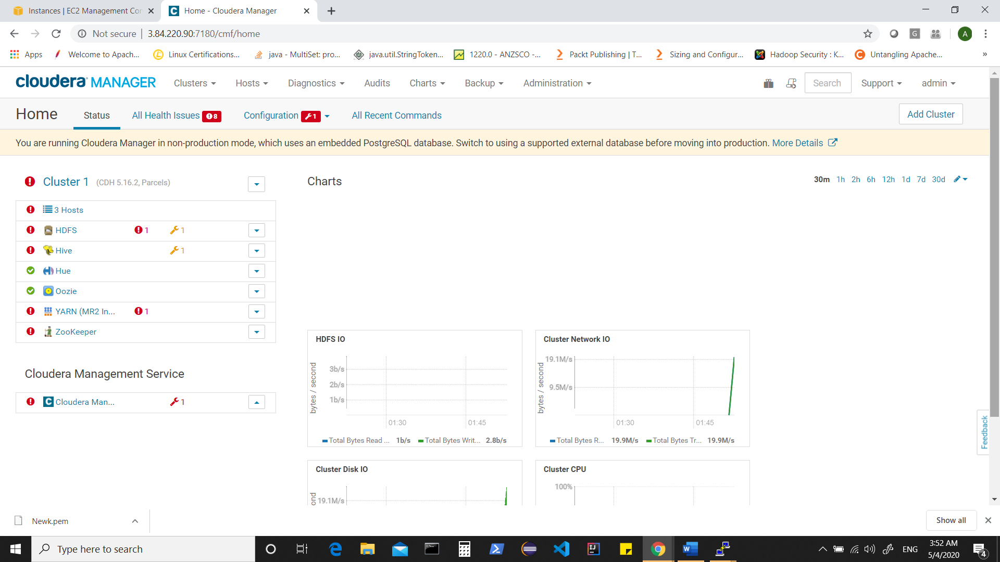 Instances | EC2 Management Con
Home - Cloudera Manager
Not secure | 3.84.220.90:7180/cmf/home
A
Apps
Welcome to Apach...
Linux Certifications...
java - MultiSet: pro...
java.util.StringToken...
1220.0 - ANZSCO -...
Packt Publishing | T...
Sizing and Configur...
Hadoop Security : K...
Untangling Apache...
»
cloudera MANAGER
Clusters
Hosts
Diagnostics
Audits
Charts
Backup
Administration
Search
Support
admin
Home
Status
All Health Issues 8
Configuration 1
All Recent Commands
Add Cluster
You are running Cloudera Manager in non-production mode, which uses an embedded PostgreSQL database. Switch to using a supported external database before moving into production. More Details
Cluster 1 (CDH 5.16.2, Parcels)
3 Hosts
HDFS 1 1
Hive 1
Hue
Oozie
YARN (MR2 In... 1
ZooKeeper
Cloudera Management Service
Cloudera Man... 1
Charts
30m 1h 2h 6h 12h 1d 7d 30d
HDFS IO
bytes / second
3b/s
2b/s
1b/s
01:30 01:45
Total Bytes Read ... 1b/s Total Bytes Writ... 2.8b/s
Cluster Network IO
bytes / second
19.1M/s
9.5M/s
01:30 01:45
Total Bytes R... 19.9M/s Total Bytes Tr... 19.9M/s
Cluster Disk IO
ond
19.1M/s
Cluster CPU
100%
Feedback
Newk.pem
Show all
Type here to search
ENG
3:52 AM
5/4/2020
4